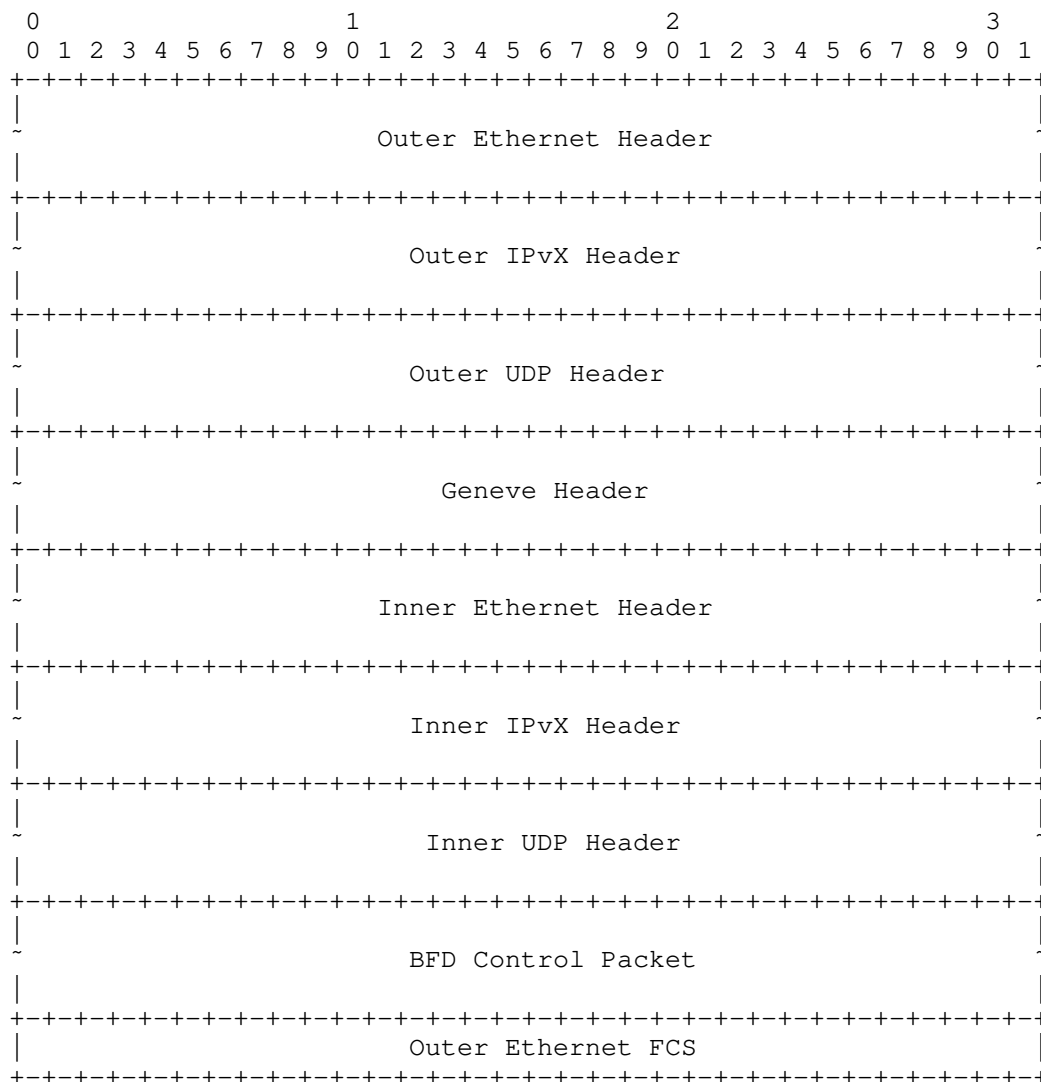 0                   1                   2                   3
0 1 2 3 4 5 6 7 8 9 0 1 2 3 4 5 6 7 8 9 0 1 2 3 4 5 6 7 8 9 0 1
+-+-+-+-+-+-+-+-+-+-+-+-+-+-+-+-+-+-+-+-+-+-+-+-+-+-+-+-+-+-+-+-+
|                                                               |
~                      Outer Ethernet Header                    ~
|                                                               |
+-+-+-+-+-+-+-+-+-+-+-+-+-+-+-+-+-+-+-+-+-+-+-+-+-+-+-+-+-+-+-+-+
|                                                               |
~                        Outer IPvX Header                      ~
|                                                               |
+-+-+-+-+-+-+-+-+-+-+-+-+-+-+-+-+-+-+-+-+-+-+-+-+-+-+-+-+-+-+-+-+
|                                                               |
~                        Outer UDP Header                       ~
|                                                               |
+-+-+-+-+-+-+-+-+-+-+-+-+-+-+-+-+-+-+-+-+-+-+-+-+-+-+-+-+-+-+-+-+
|                                                               |
~                          Geneve Header                        ~
|                                                               |
+-+-+-+-+-+-+-+-+-+-+-+-+-+-+-+-+-+-+-+-+-+-+-+-+-+-+-+-+-+-+-+-+
|                                                               |
~                      Inner Ethernet Header                    ~
|                                                               |
+-+-+-+-+-+-+-+-+-+-+-+-+-+-+-+-+-+-+-+-+-+-+-+-+-+-+-+-+-+-+-+-+
|                                                               |
~                        Inner IPvX Header                      ~
|                                                               |
+-+-+-+-+-+-+-+-+-+-+-+-+-+-+-+-+-+-+-+-+-+-+-+-+-+-+-+-+-+-+-+-+
|                                                               |
~                         Inner UDP Header                      ~
|                                                               |
+-+-+-+-+-+-+-+-+-+-+-+-+-+-+-+-+-+-+-+-+-+-+-+-+-+-+-+-+-+-+-+-+
|                                                               |
~                        BFD Control Packet                     ~
|                                                               |
+-+-+-+-+-+-+-+-+-+-+-+-+-+-+-+-+-+-+-+-+-+-+-+-+-+-+-+-+-+-+-+-+
|                        Outer Ethernet FCS                     |
+-+-+-+-+-+-+-+-+-+-+-+-+-+-+-+-+-+-+-+-+-+-+-+-+-+-+-+-+-+-+-+-+